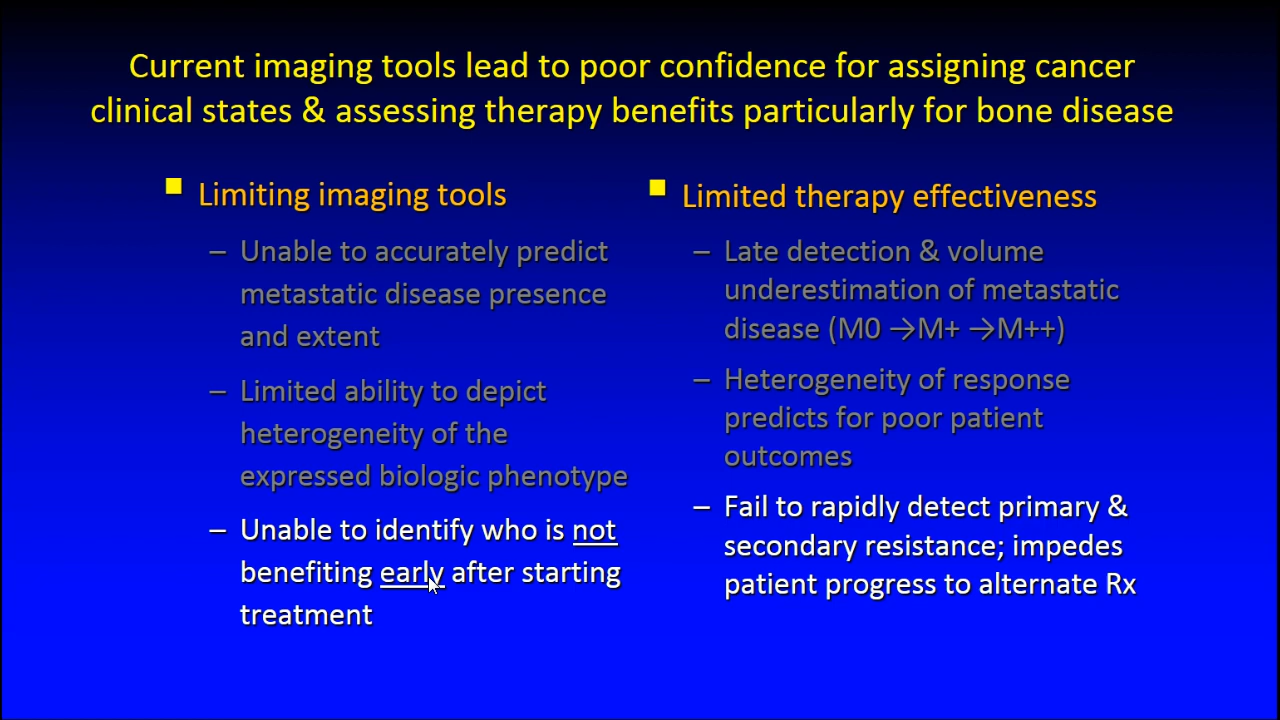 Current imaging tools lead to poor confidence for assigning cancer
clinical states & assessing therapy benefits particularly for bone disease
Limiting imaging tools
– Unable to accurately predict
metastatic disease presence
and extent
– Limited ability to depict
heterogeneity of the
expressed biologic phenotype
– Unable to identify who is not
benefiting early after starting
treatment
Limited therapy effectiveness
– Late detection & volume
underestimation of metastatic
disease (M0 →M+ →M++)
– Heterogeneity of response
predicts for poor patient
outcomes
– Fail to rapidly detect primary &
secondary resistance; impedes
patient progress to alternate Rx